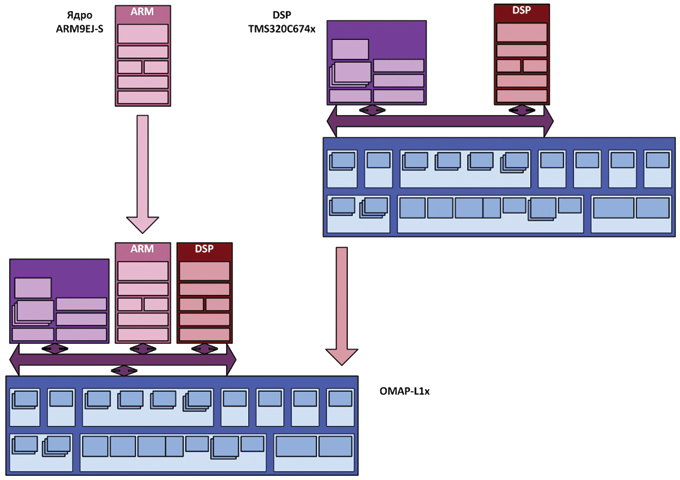 Ядро
ARM9EJ-S
ARM
DSP
TMS320C674x
DSP
ARM
DSP
OMAP-L1x